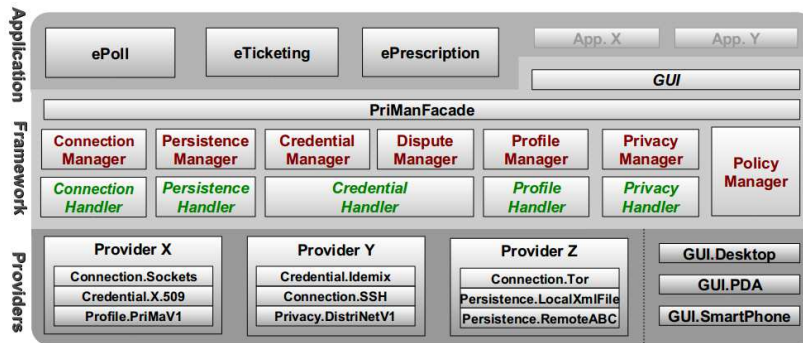 Application
ePoll
eTicketing
ePrescription
App. X
App. Y
GUI
Framework
PriManFacade
Connection
Manager
Persistence
Manager
Credential
Manager
Dispute
Manager
Profile
Manager
Privacy
Manager
Policy
Manager
Connection
Handler
Persistence
Handler
Credential
Handler
Profile
Handler
Privacy
Handler
Providers
Provider X
Connection.Sockets
Credential.X.509
Profile.PriMaV1
Provider Y
Credential.Idemix
Connection.SSH
Privacy.DistriNetV1
Provider Z
Connection.Tor
Persistence.LocalXmlFile
Persistence.RemoteABC
GUI.Desktop
GUI.PDA
GUI.SmartPhone